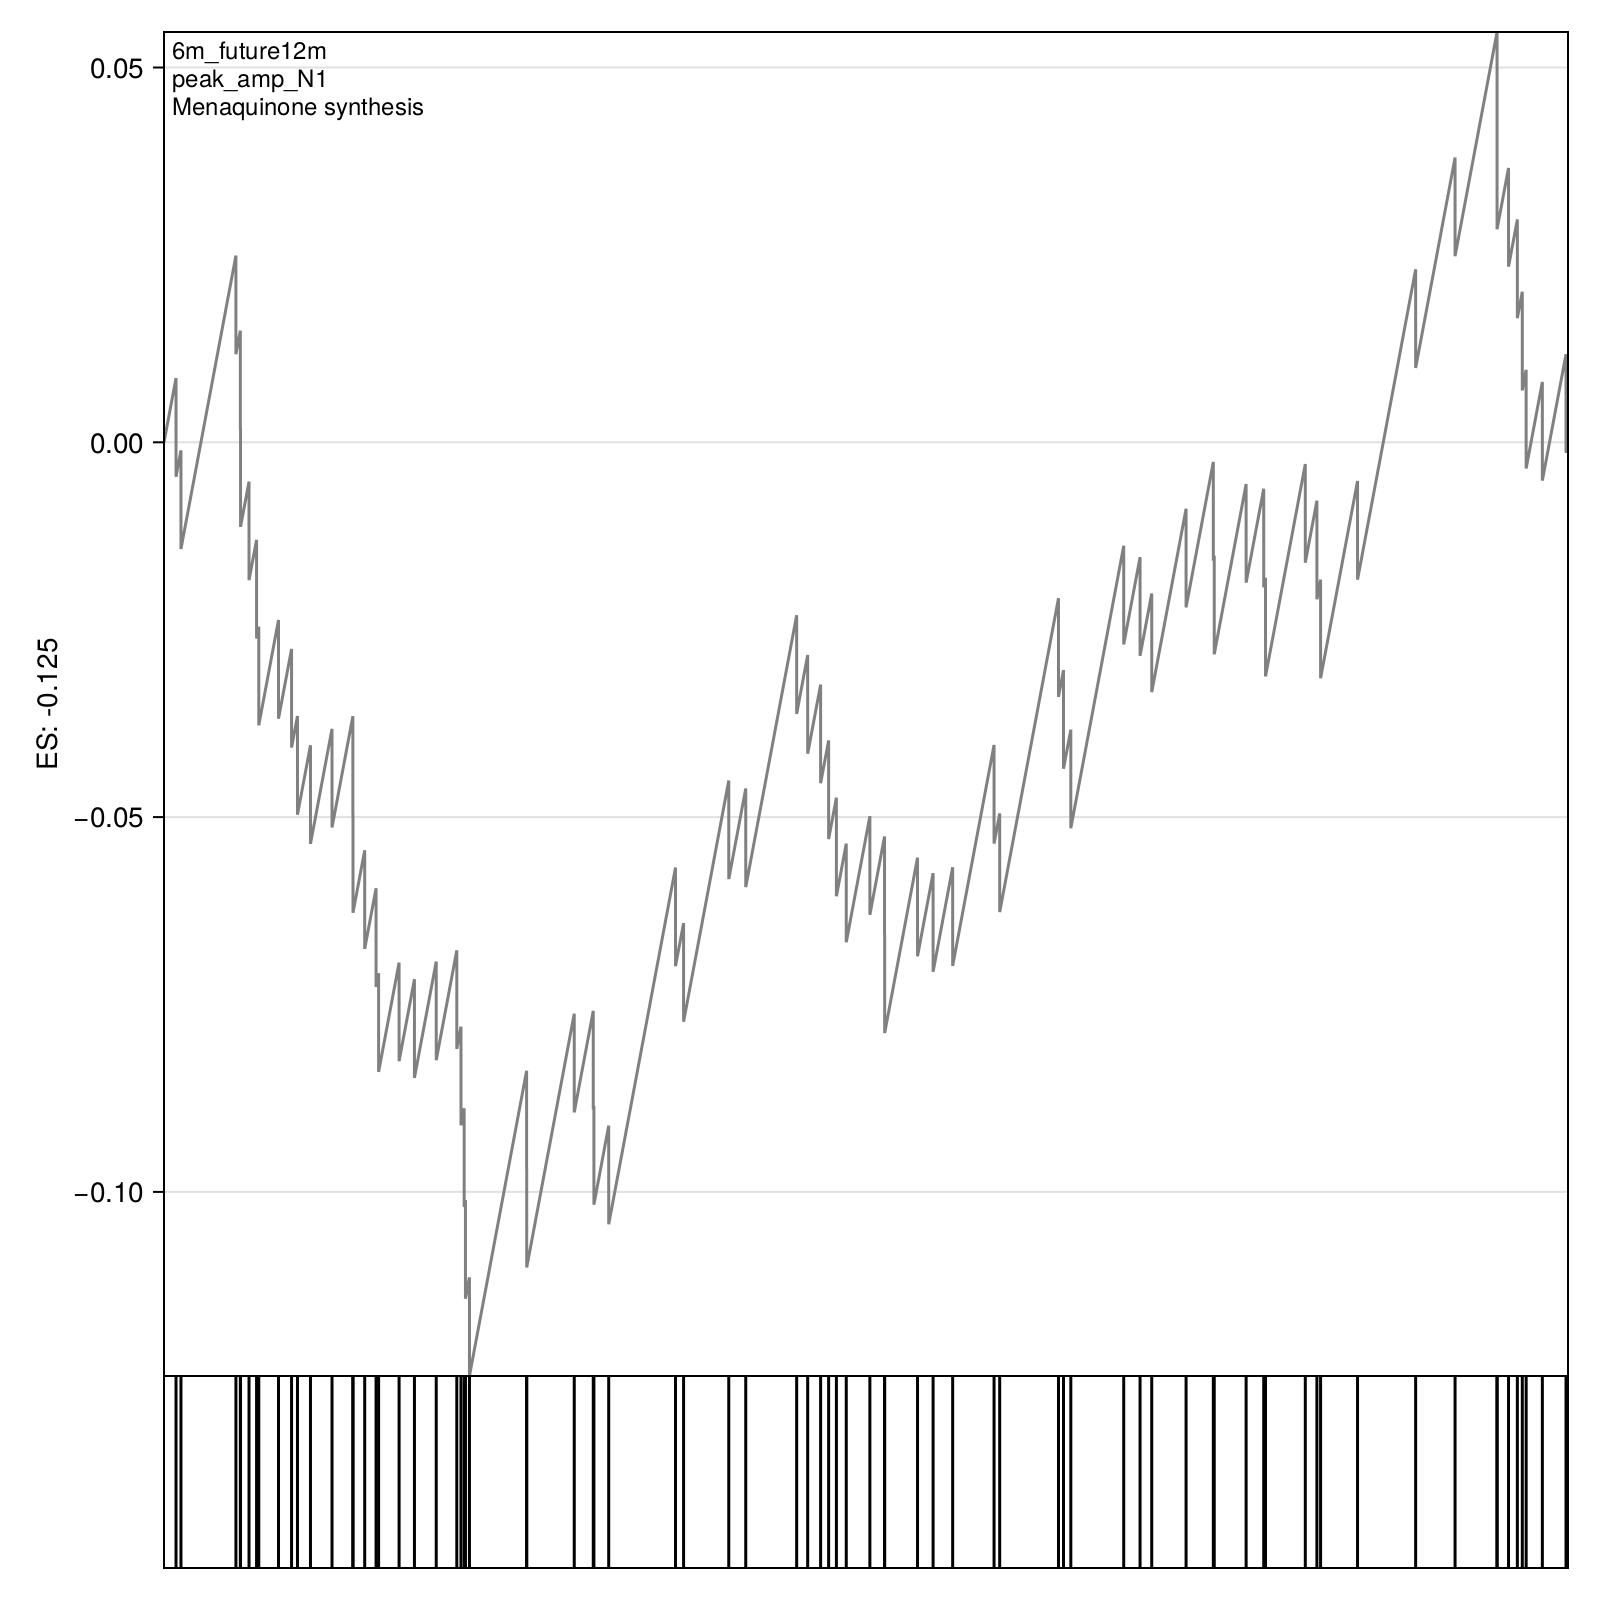 6m_future12m
peak_amp_N1
Menaquinone synthesis
0.05
0.00
−0.05
−0.10
ES: -0.125